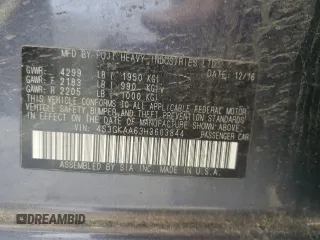 MFD.BY FUJI HEAVY INDUSTRIES LTD.
DATE: 12/16
GWR: 4299 LB ( 1950 KG)
GAWR: F 2183 LB ( 990 KG)
GAWR: R 2205 LB ( 1000 KG)
THIS VEHICLE CONFORMS TO ALL APPLICABLE FEDERAL MOTOR
VEHICLE SAFETY BUMPER, AND THEFT PREVENTION STANDARDS IN
EFFECT ON THE DATE OF MANUFACTURE SHOWN ABOVE.
VIN: 4S3GKAA63H3603844
PASSENGER CAR
ASSEMBLED BY SIA INC. MADE IN U.S.A.
DREAMBID